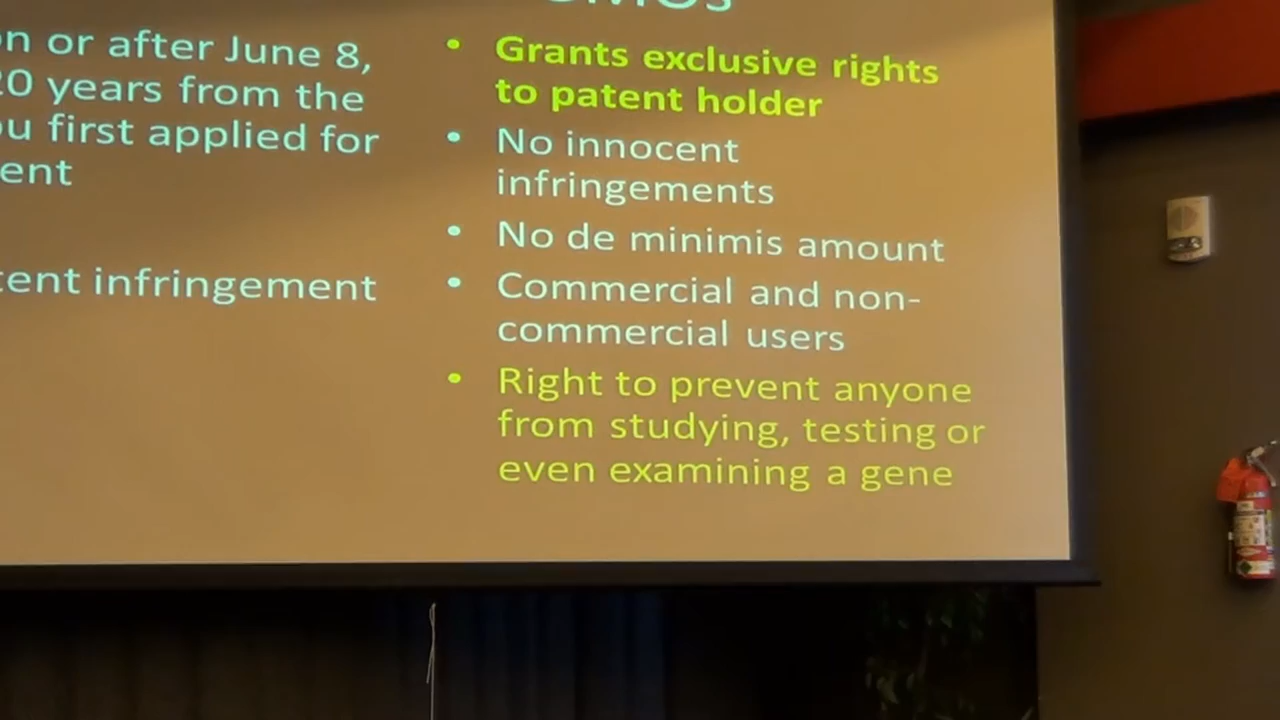 on or after June 8,
20 years from the
first applied for
infringement
Grants exclusive rights
to patent holder
No innocent
infringements
No de minimis amount
Commercial and non-
commercial users
Right to prevent anyone
from studying, testing or
even examining a gene